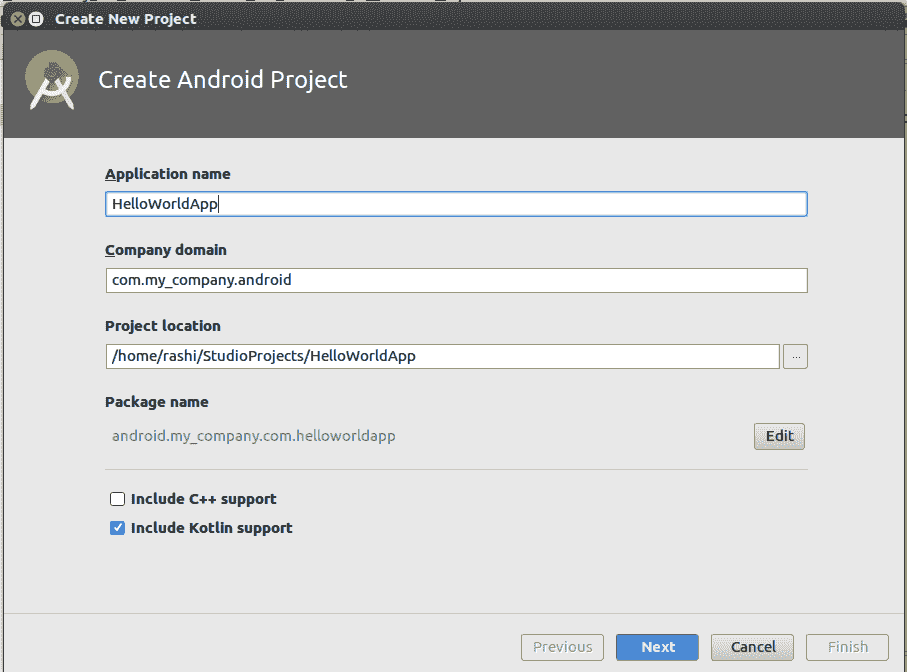 Create New Project
Create Android Project
Application name
HelloWorldApp
Company domain
com.my_company.android
Project location
/home/rashi/StudioProjects/HelloWorldApp
...
Package name
android.my_company.com.helloworldapp
Edit
Include C++ support
Include Kotlin support
Previous Next Cancel Finish